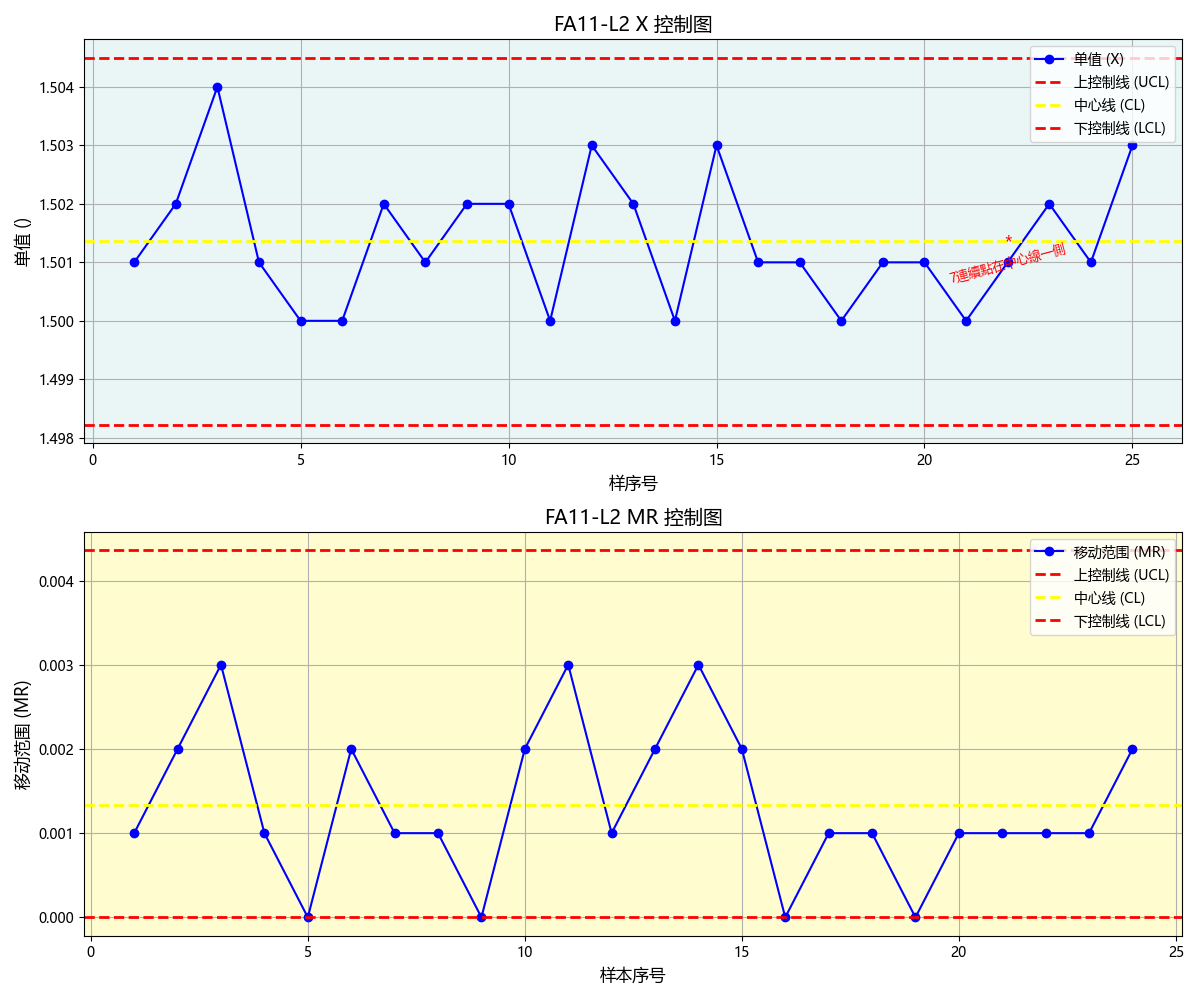 FA11-L2 X 控制图
单值 ()
1.504
1.503
1.502
1.501
1.500
1.499
1.498
单值 (X)
上控制线 (UCL)
中心线 (CL)
下控制线 (LCL)
*
7連續點在中心線一側
0 5 10 15 20 25
样序号
FA11-L2 MR 控制图
移动范围 (MR)
0.004
0.003
0.002
0.001
0.000
移动范围 (MR)
上控制线 (UCL)
中心线 (CL)
下控制线 (LCL)
0 5 10 15 20 25
样本序号